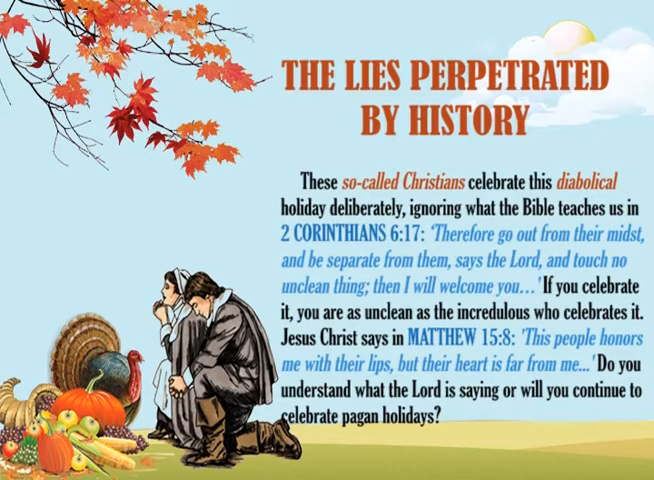 THE LIES PERPETRATED
BY HISTORY
These so-called Christians celebrate this diabolical
holiday deliberately, ignoring what the Bible teaches us in
2 CORINTHIANS 6:17: ‘Therefore go out from their midst,
and be separate from them, says the Lord, and touch no
unclean thing; then I will welcome you…’ If you celebrate
it, you are as unclean as the incredulous who celebrates it.
Jesus Christ says in MATTHEW 15:8: ‘This people honors
me with their lips, but their heart is far from me...’ Do you
understand what the Lord is saying or will you continue to
celebrate pagan holidays?